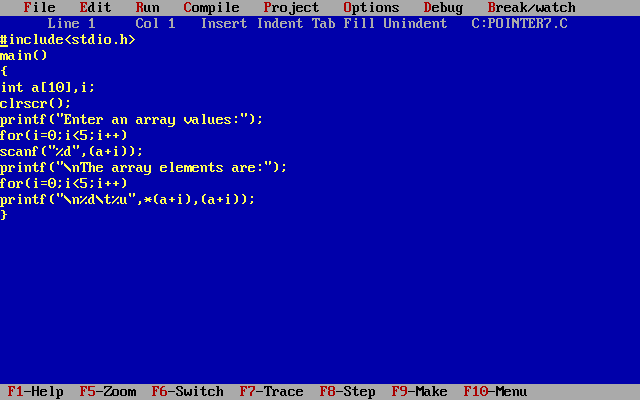 File Edit Run Compile Project Options Debug Break/watch
Line 1 Col 1 Insert Indent Tab Fill Unindent C:POINTER7.C
#include<stdio.h>
main()
{
int a[10],i;
clrscr();
printf("Enter an array values:");
for(i=0;i<5;i++)
scanf("%d",(a+i));
printf("\nThe array elements are:");
for(i=0;i<5;i++)
printf("\n%d\t%u",*(a+i),(a+i));
}
F1-Help F5-Zoom F6-Switch F7-Trace F8-Step F9-Make F10-Menu